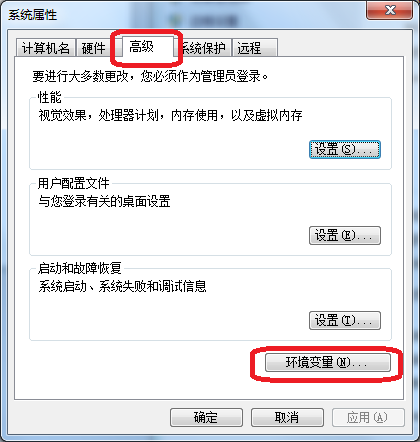 系统属性
计算机名 硬件 高级 系统保护 远程
要进行大多数更改，您必须作为管理员登录。
性能
视觉效果，处理器计划，内存使用，以及虚拟内存
设置(S)...
用户配置文件
与您登录有关的桌面设置
设置(E)...
启动和故障恢复
系统启动、系统失败和调试信息
设置(T)...
环境变量(N)...
确定 取消 应用(A)